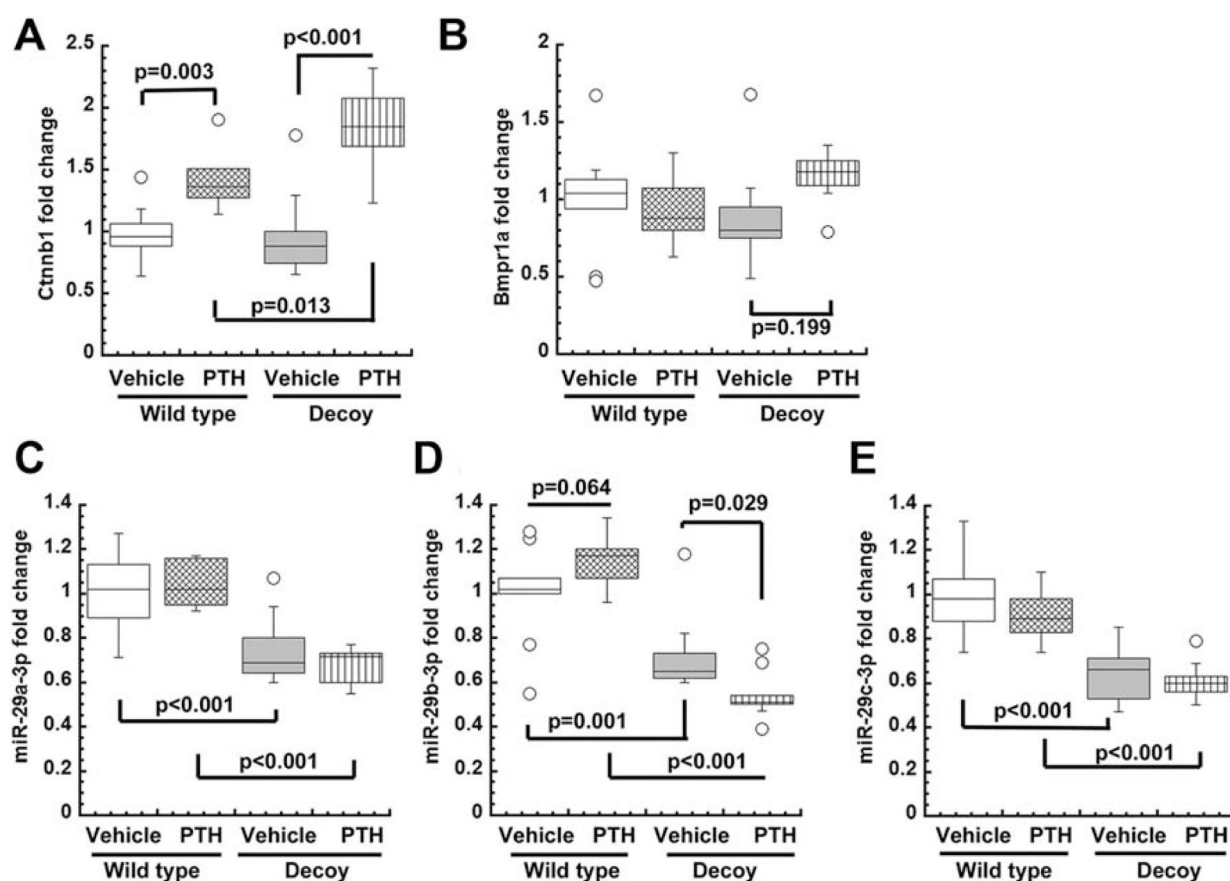 A
Ctnnb1 fold change
2.5
2
1.5
1
0.5
0
p=0.003
p<0.001
p=0.013
Vehicle PTH Vehicle PTH
Wild type Decoy
B
Bmpr1a fold change
2
1.5
1
0.5
0
p=0.199
Vehicle PTH Vehicle PTH
Wild type Decoy
C
miR-29a-3p fold change
1.4
1.2
1
0.8
0.6
0.4
0.2
0
p<0.001
p<0.001
Vehicle PTH Vehicle PTH
Wild type Decoy
D
miR-29b-3p fold change
1.4
1.2
1
0.8
0.6
0.4
0.2
0
p=0.064
p=0.029
p=0.001
p<0.001
Vehicle PTH Vehicle PTH
Wild type Decoy
E
miR-29c-3p fold change
1.4
1.2
1
0.8
0.6
0.4
0.2
0
p<0.001
p<0.001
Vehicle PTH Vehicle PTH
Wild type Decoy